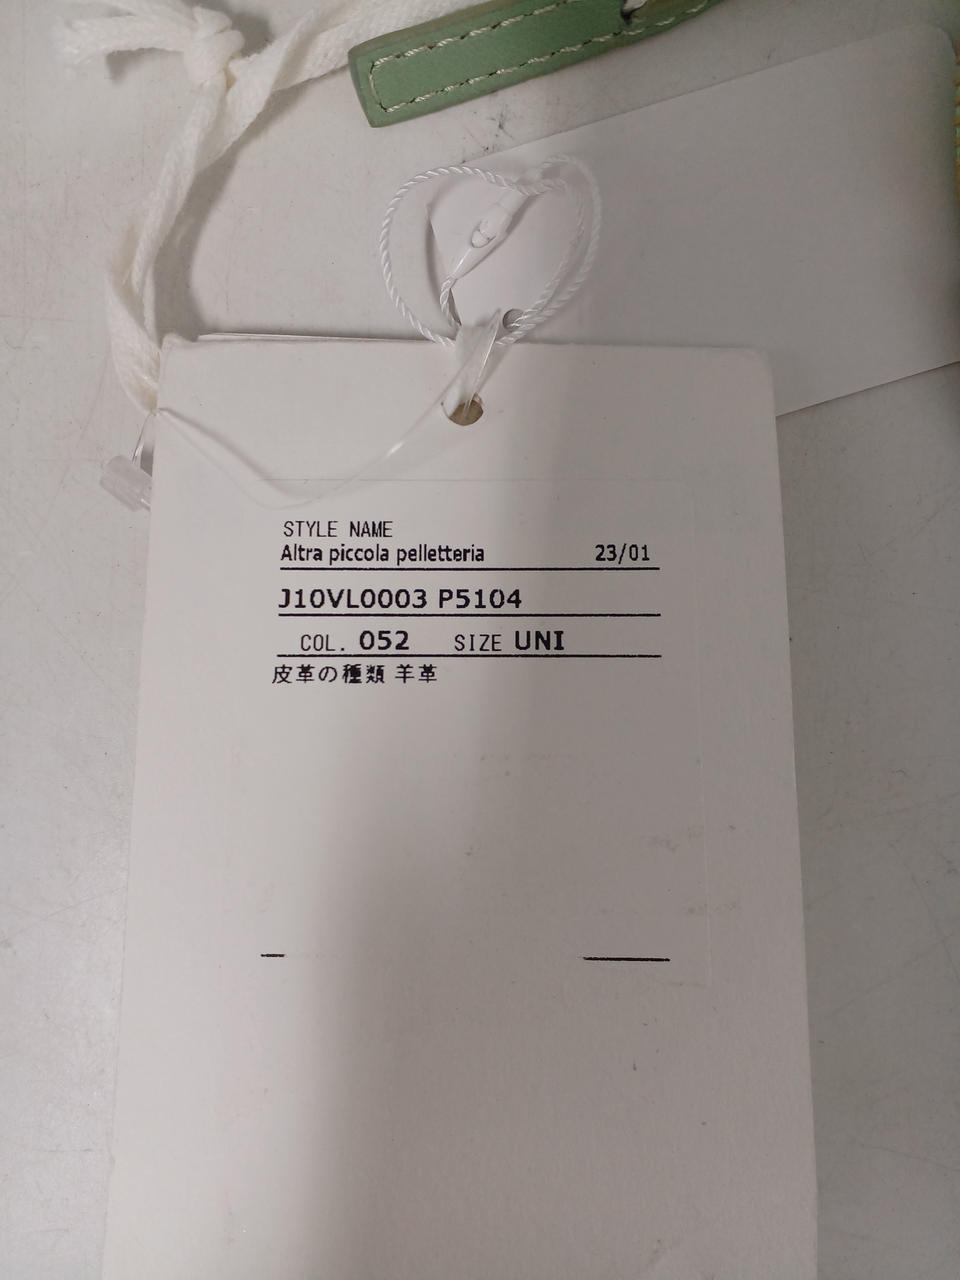 STYLE NAME
Altra piccola pelletteria 23/01
J10VL0003 P5104
COL. 052 SIZE UNI
皮革の種類 羊革